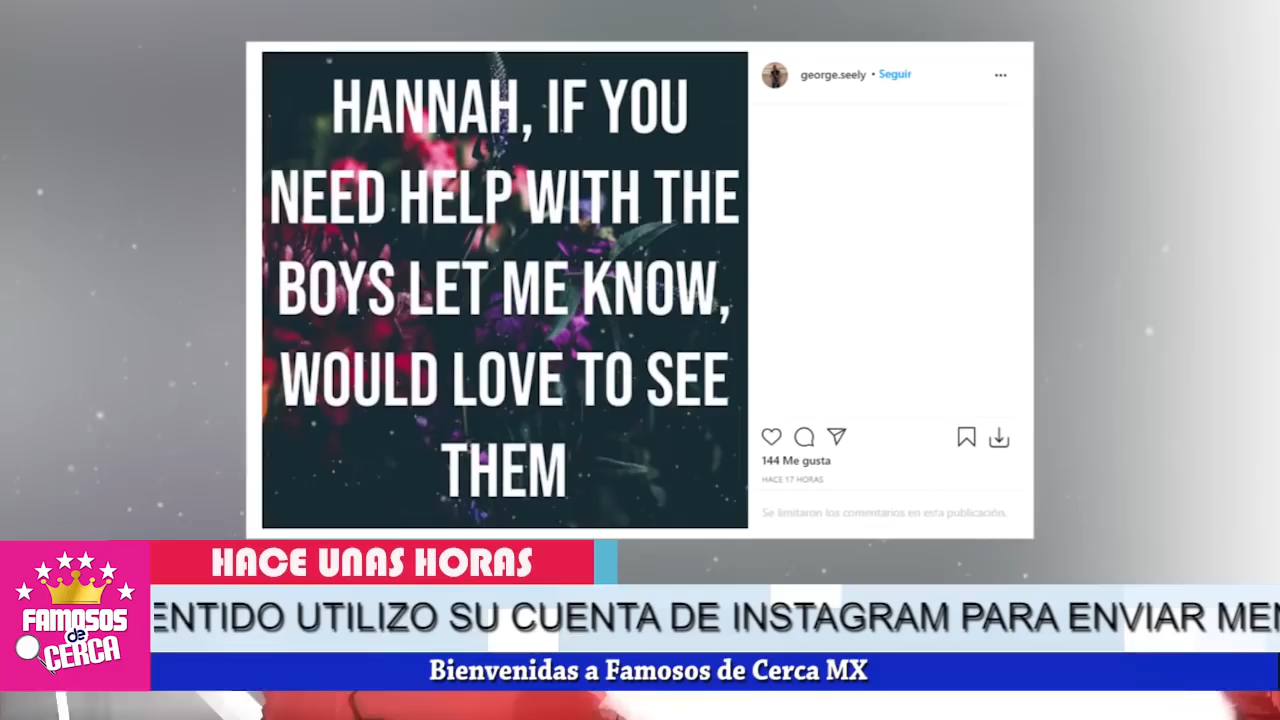 HANNAH, IF YOU
NEED HELP WITH THE
BOYS LET ME KNOW,
WOULD LOVE TO SEE
THEM
george.seely • Seguir
144 Me gusta
HACE 17 HORAS
Se limitaron los comentarios en esta publicación.
HACE UNAS HORAS
ENTIDO UTILIZO SU CUENTA DE INSTAGRAM PARA ENVIAR MEN
FAMOSOS
de
CERCA
Bienvenidas a Famosos de Cerca MX